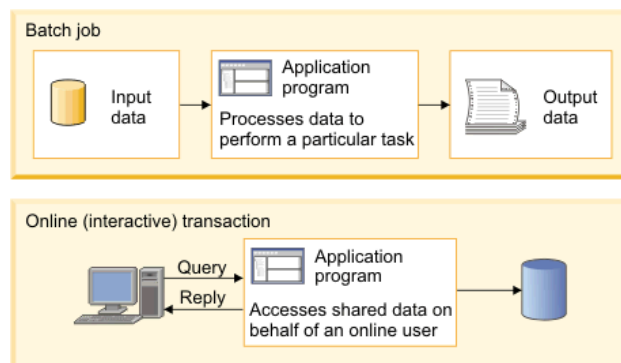 Batch job
Input
data
Application
program
Processes data to
perform a particular task
Output
data
Online (interactive) transaction
Query
Reply
Application
program
Accesses shared data on
behalf of an online user